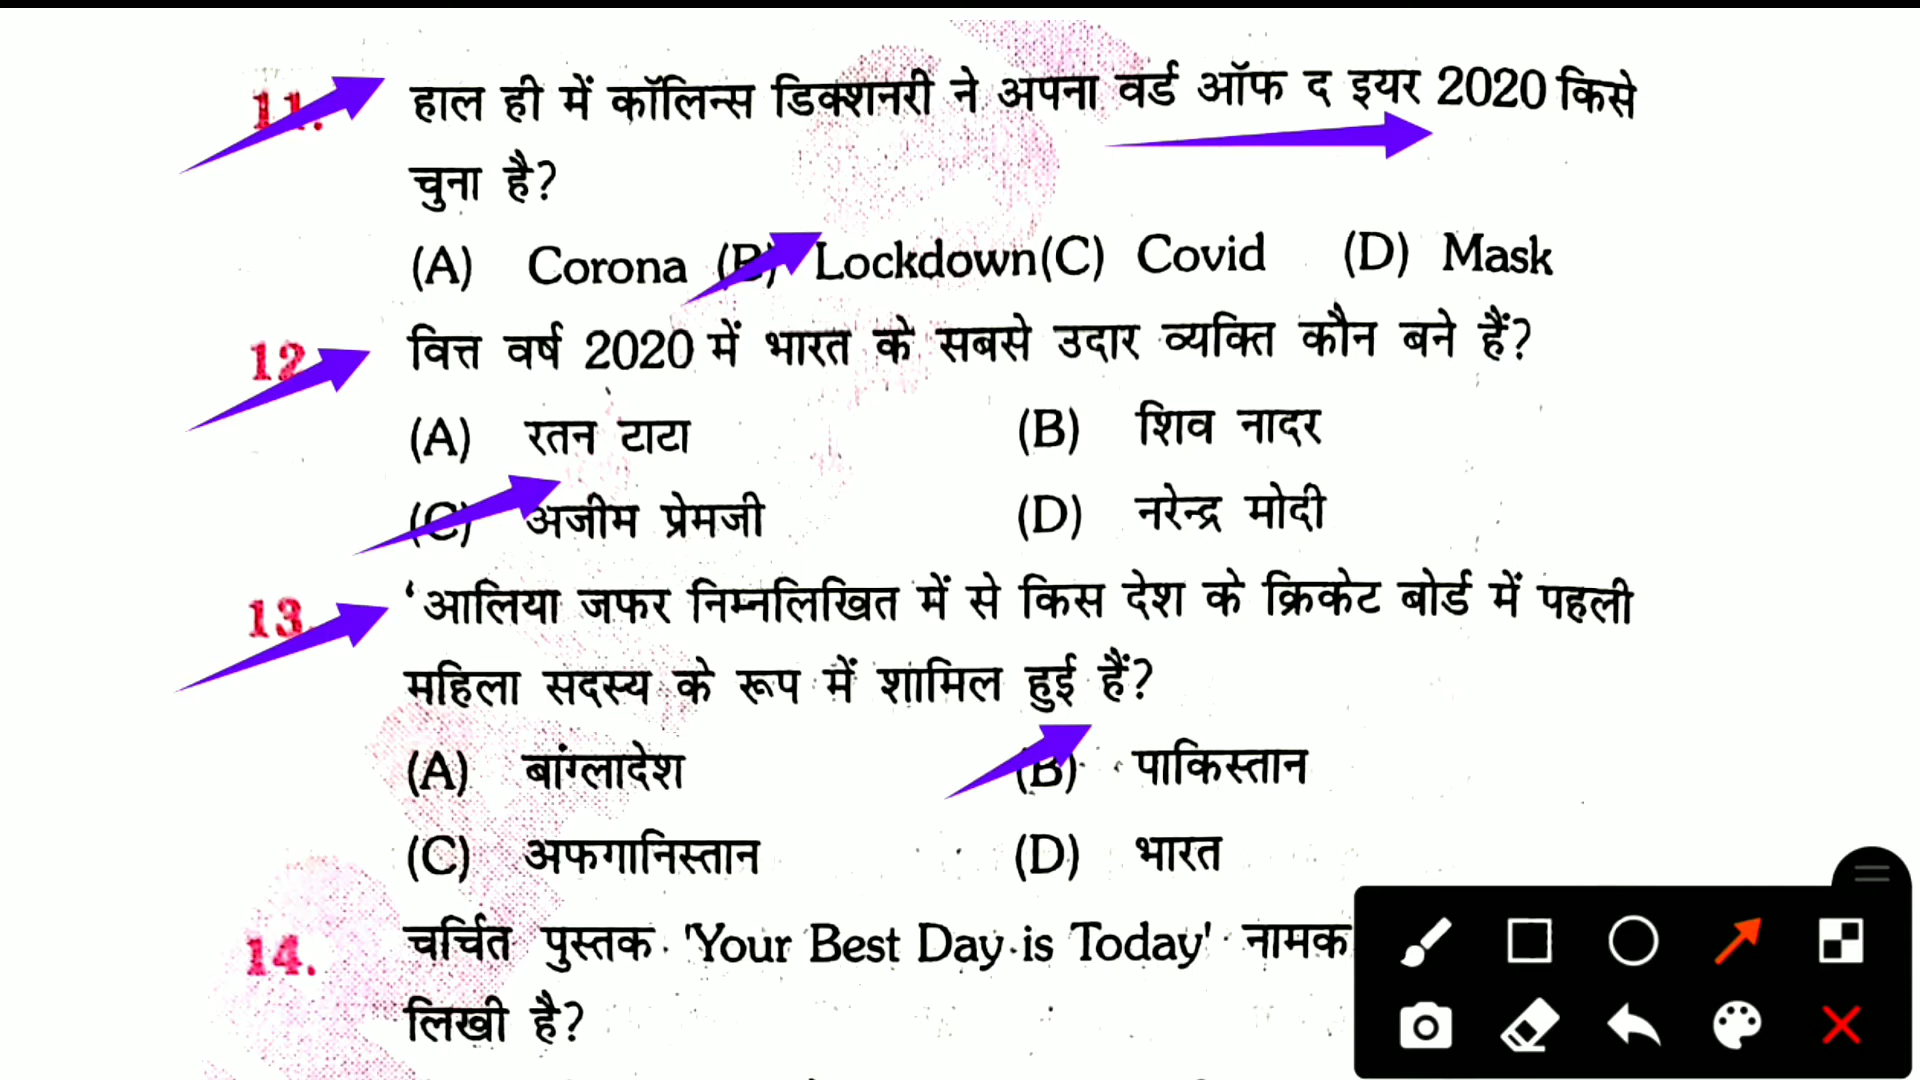 11. हाल ही में कॉलिन्स डिक्शनरी ने अपना वर्ड ऑफ द इयर 2020 किसे
चुना है?
(A) Corona (B) Lockdown (C) Covid (D) Mask
12. वित्त वर्ष 2020 में भारत के सबसे उदार व्यक्ति कौन बने हैं?
(A) रतन टाटा (B) शिव नादर
(C) अजीम प्रेमजी (D) नरेन्द्र मोदी
13. 'आलिया जफर निम्नलिखित में से किस देश के क्रिकेट बोर्ड में पहली
महिला सदस्य के रूप में शामिल हुई हैं?
(A) बांग्लादेश (B) पाकिस्तान
(C) अफगानिस्तान (D) भारत
14. चर्चित पुस्तक 'Your Best Day is Today' नामक
लिखी है?